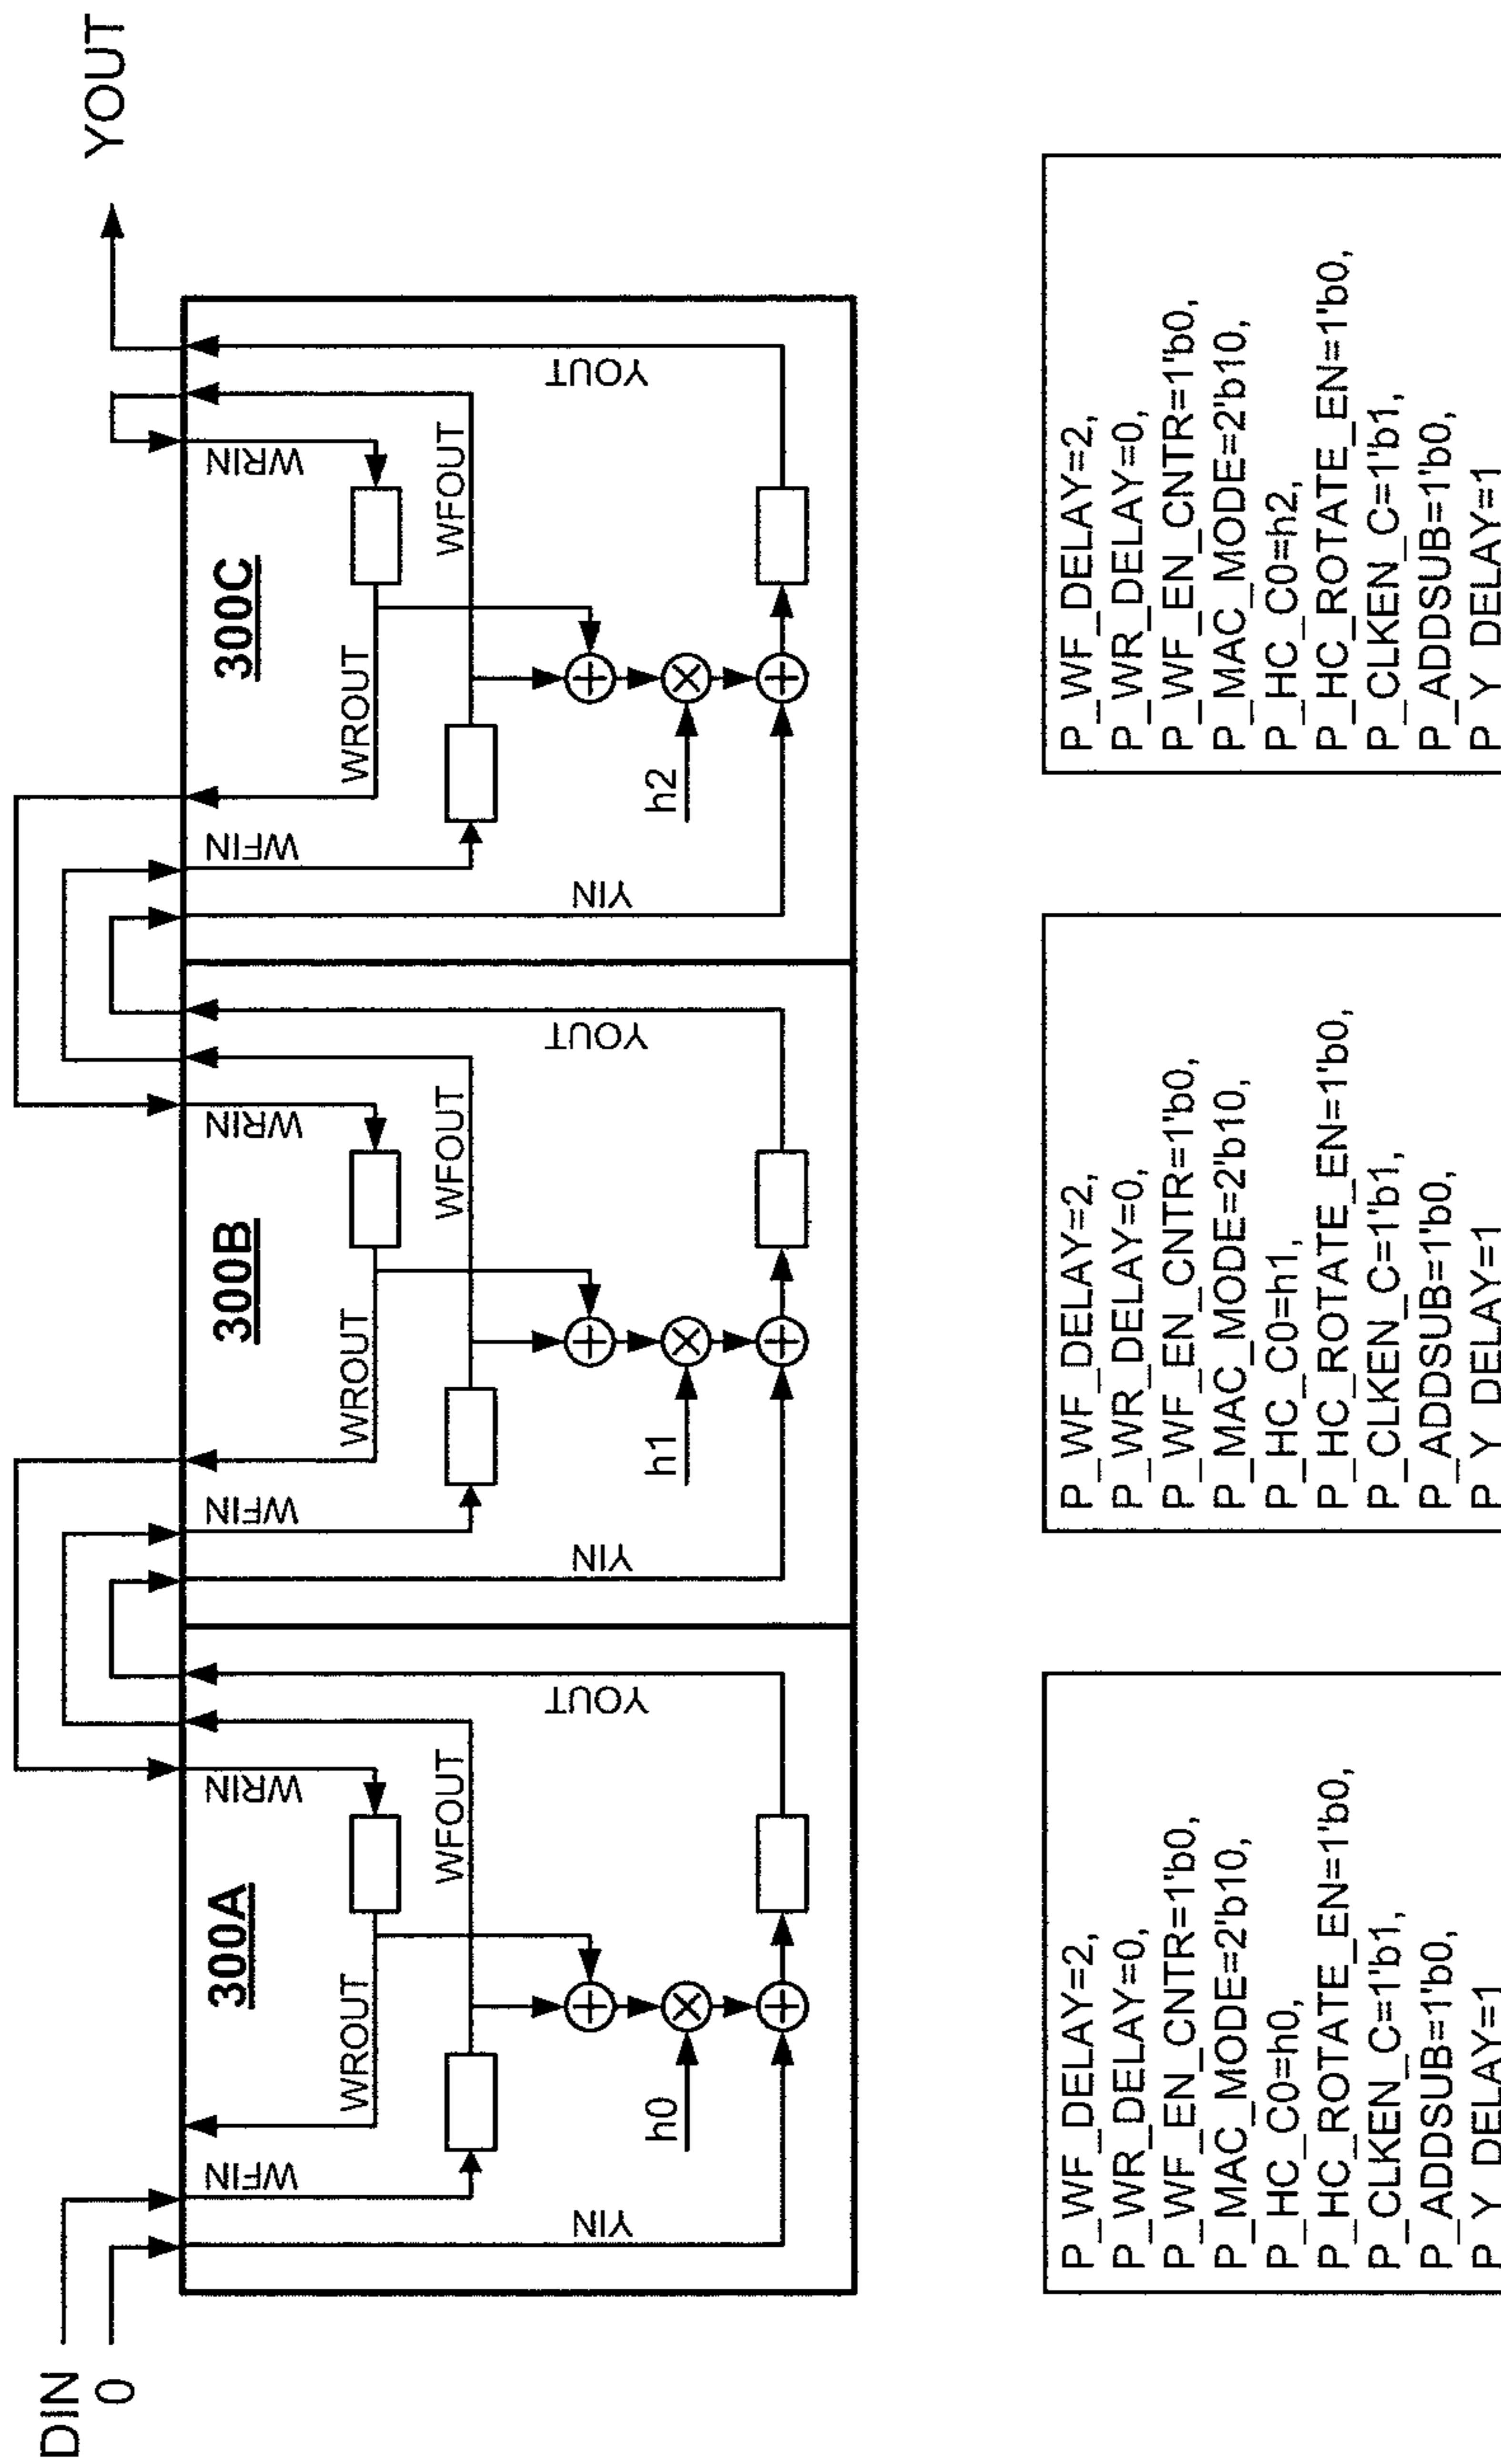 DIN
0
YOUT
300A
WROUT
WFIN
YIN
h0
WRIN
WFOUT
YOUT
300B
WROUT
WFIN
YIN
h1
WRIN
WFOUT
YOUT
300C
WROUT
WFIN
YIN
h2
WRIN
WFOUT
YOUT
P_WF_DELAY=2,
P_WR_DELAY=0,
P_WF_EN_CNTR=1'b0,
P_MAC_MODE=2'b10,
P_HC_C0=h0,
P_HC_ROTATE_EN=1'b0,
P_CLKEN_C=1'b1,
P_ADDSUB=1'b0,
P_Y_DELAY=1
P_WF_DELAY=2,
P_WR_DELAY=0,
P_WF_EN_CNTR=1'b0,
P_MAC_MODE=2'b10,
P_HC_C0=h1,
P_HC_ROTATE_EN=1'b0,
P_CLKEN_C=1'b1,
P_ADDSUB=1'b0,
P_Y_DELAY=1
P_WF_DELAY=2,
P_WR_DELAY=0,
P_WF_EN_CNTR=1'b0,
P_MAC_MODE=2'b10,
P_HC_C0=h2,
P_HC_ROTATE_EN=1'b0,
P_CLKEN_C=1'b1,
P_ADDSUB=1'b0,
P_Y_DELAY=1